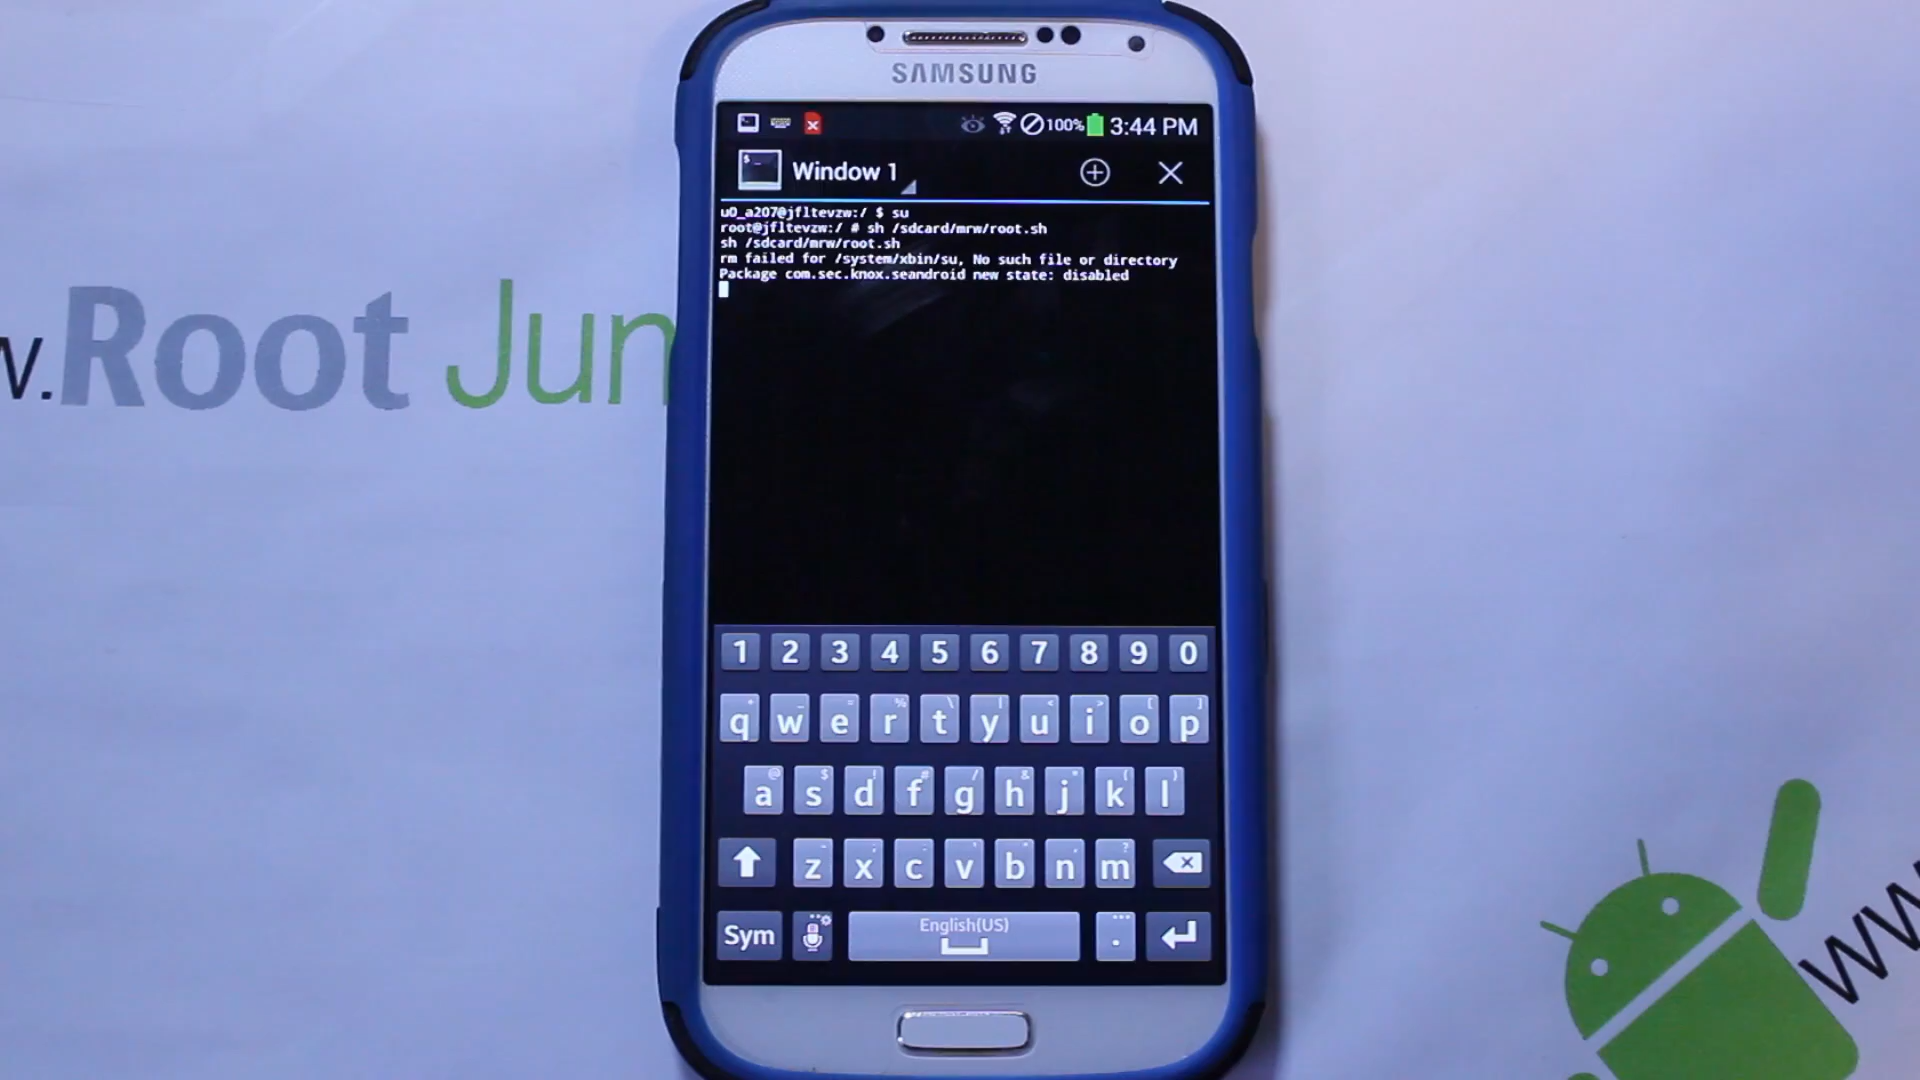 SAMSUNG
100% 3:44 PM
Window 1
u0_a207@jfltevzw:/ $ su
root@jfltevzw:/ # sh /sdcard/mrw/root.sh
sh /sdcard/mrw/root.sh
rm failed for /system/xbin/su, No such file or directory
Package com.sec.knox.seandroid new state: disabled
w.Root Jun
1 2 3 4 5 6 7 8 9 0
q w e r t y u i o p
a s d f g h j k l
z x c v b n m
Sym English(US) .
ww